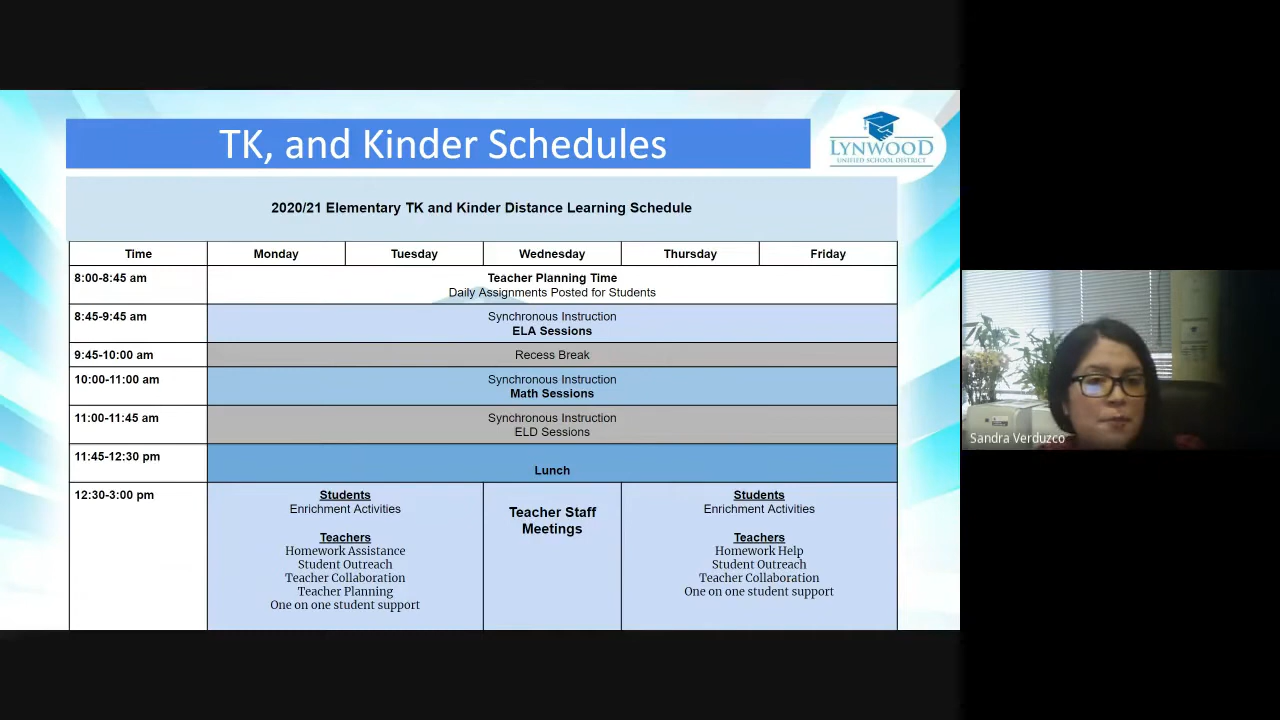 TK, and Kinder Schedules
LYNWOOD
UNIFIED SCHOOL DISTRICT
2020/21 Elementary TK and Kinder Distance Learning Schedule
Time Monday Tuesday Wednesday Thursday Friday
8:00-8:45 am
Teacher Planning Time
Daily Assignments Posted for Students
8:45-9:45 am
Synchronous Instruction
ELA Sessions
9:45-10:00 am
Recess Break
10:00-11:00 am
Synchronous Instruction
Math Sessions
11:00-11:45 am
Synchronous Instruction
ELD Sessions
11:45-12:30 pm
Lunch
12:30-3:00 pm
Students
Enrichment Activities
Teachers
Homework Assistance
Student Outreach
Teacher Collaboration
Teacher Planning
One on one student support
Teacher Staff
Meetings
Students
Enrichment Activities
Teachers
Homework Help
Student Outreach
Teacher Collaboration
One on one student support
Sandra Verduzco